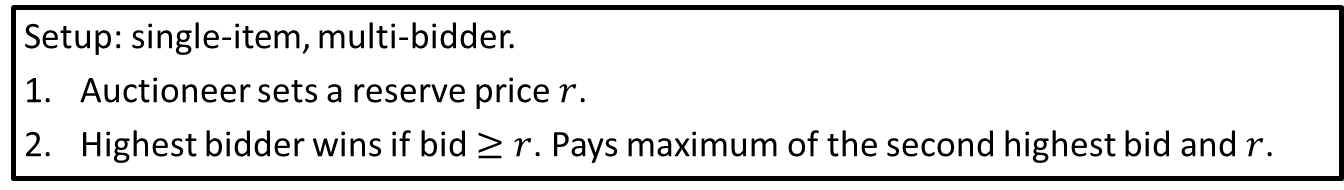 Setup: single-item, multi-bidder.
1. Auctioneer sets a reserve price 𝑟.
2. Highest bidder wins if bid ≥ 𝑟. Pays maximum of the second highest bid and 𝑟.